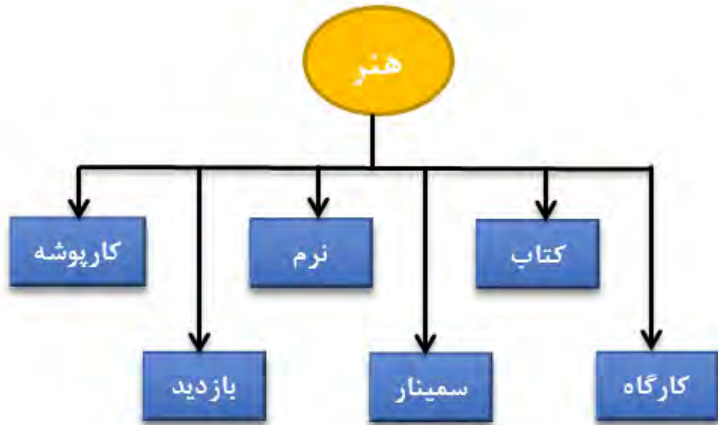 هنر
کتاب
نرم
کارپوشه
کارگاه
سمینار
بازدید